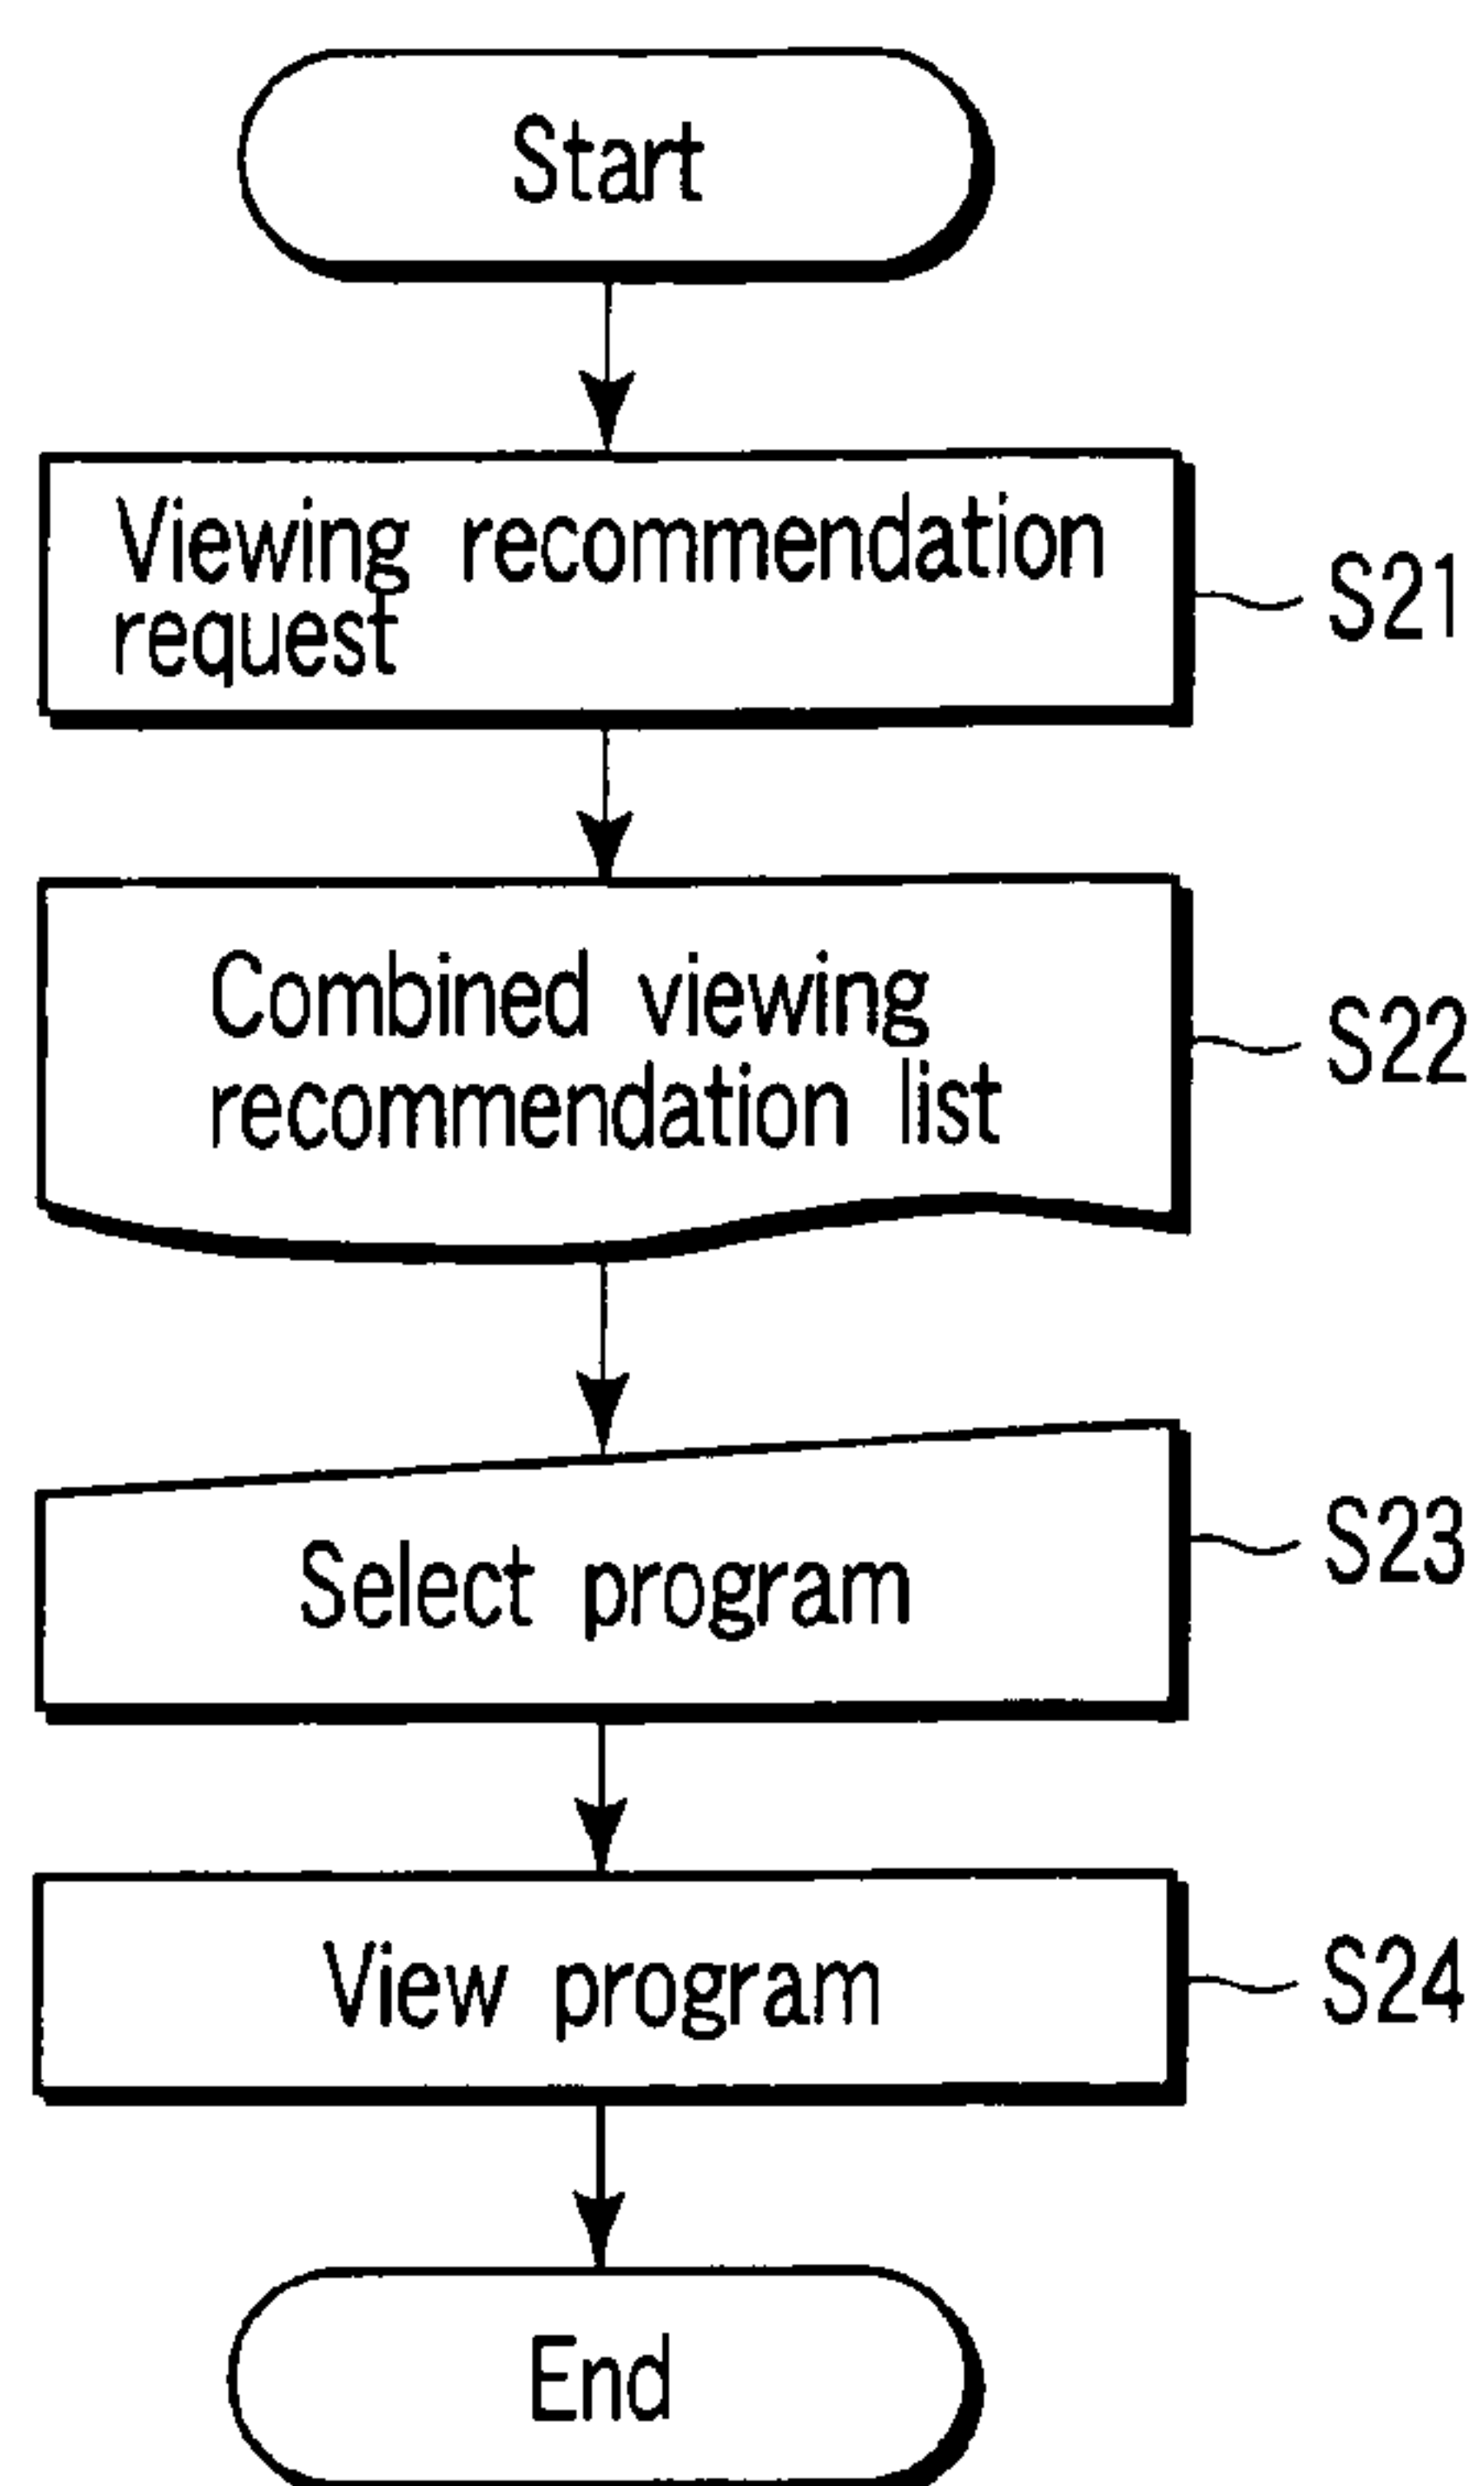 Start
Viewing recommendation
request
S21
Combined viewing
recommendation list
S22
Select program
S23
View program
S24
End